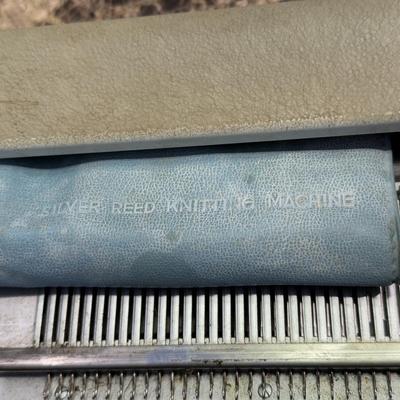 SILVER REED KNITTING MACHINE